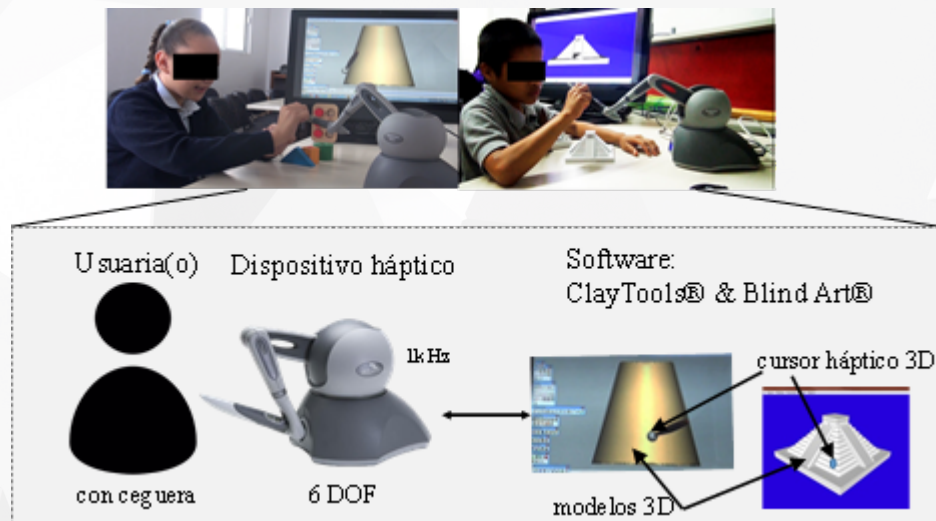 Usuaria(o)
Dispositivo háptico
Software:
ClayTools® & Blind Art®
1kHz
cursor háptico 3D
con ceguera
6 DOF
modelos 3D